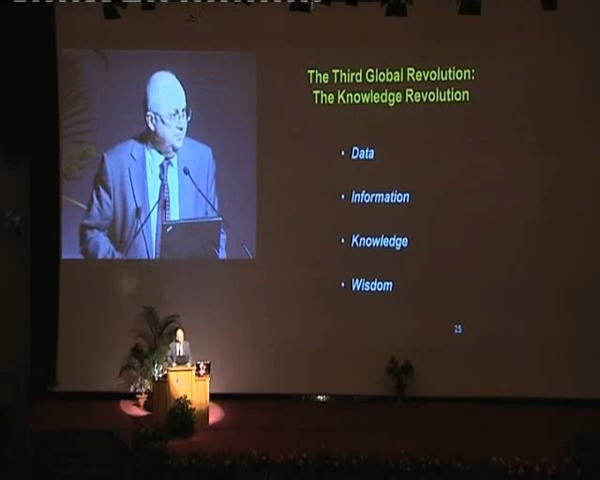 The Third Global Revolution:
The Knowledge Revolution
• Data
• Information
• Knowledge
• Wisdom
25